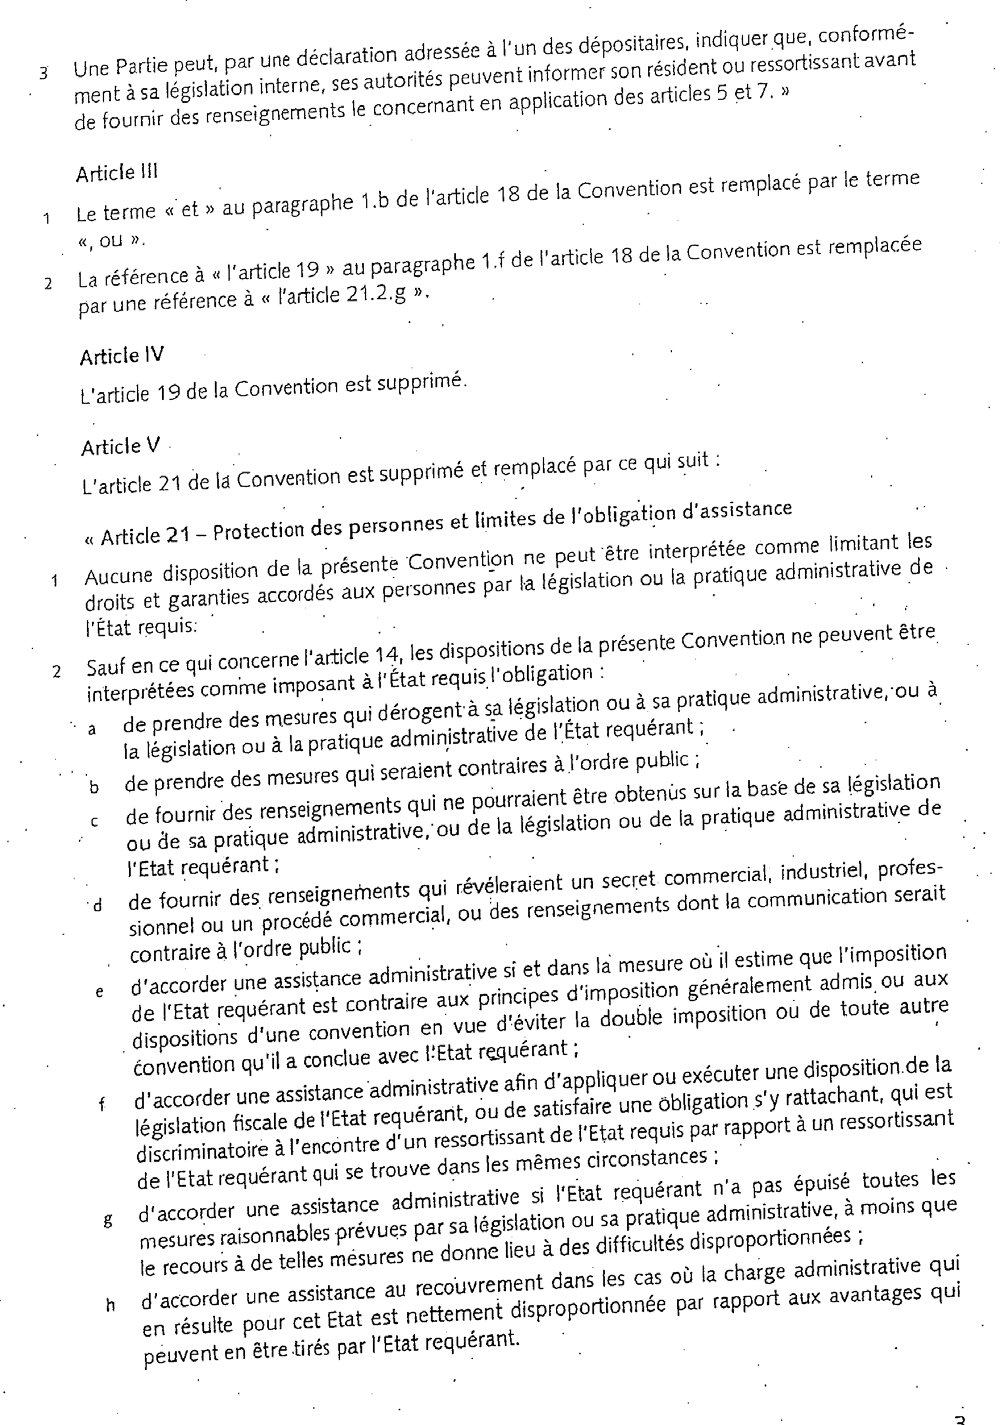 3 Une Partie peut, par une déclaration adressée à l'un des dépositaires, indiquer que, conformé-
ment à sa législation interne, ses autorités peuvent informer son résident ou ressortissant avant
de fournir des renseignements le concernant en application des articles 5 et 7. »
Article III
1 Le terme « et » au paragraphe 1.b de l'article 18 de la Convention est remplacé par le terme
«, ou ».
2 La référence à « l'article 19 » au paragraphe 1.f de l'article 18 de la Convention est remplacée
par une référence à « l'article 21.2.g ».
Article IV
L'article 19 de la Convention est supprimé.
Article V
L'article 21 de la Convention est supprimé et remplacé par ce qui suit :
« Article 21 – Protection des personnes et limites de l'obligation d'assistance
1 Aucune disposition de la présente Convention ne peut être interprétée comme limitant les
droits et garanties accordés aux personnes par la législation ou la pratique administrative de
l'État requis.
2 Sauf en ce qui concerne l'article 14, les dispositions de la présente Convention ne peuvent être
interprétées comme imposant à l'État requis l'obligation :
a de prendre des mesures qui dérogent à sa législation ou à sa pratique administrative, ou à
la législation ou à la pratique administrative de l'État requérant ;
b de prendre des mesures qui seraient contraires à l'ordre public ;
c de fournir des renseignements qui ne pourraient être obtenus sur la base de sa législation
ou de sa pratique administrative, ou de la législation ou de la pratique administrative de
l'Etat requérant ;
d de fournir des renseignements qui révéleraient un secret commercial, industriel, profes-
sionnel ou un procédé commercial, ou des renseignements dont la communication serait
contraire à l'ordre public ;
e d'accorder une assistance administrative si et dans la mesure où il estime que l'imposition
de l'Etat requérant est contraire aux principes d'imposition généralement admis ou aux
dispositions d'une convention en vue d'éviter la double imposition ou de toute autre
convention qu'il a conclue avec l'Etat requérant ;
f d'accorder une assistance administrative afin d'appliquer ou exécuter une disposition de la
législation fiscale de l'Etat requérant, ou de satisfaire une obligation s'y rattachant, qui est
discriminatoire à l'encontre d'un ressortissant de l'Etat requis par rapport à un ressortissant
de l'Etat requérant qui se trouve dans les mêmes circonstances ;
g d'accorder une assistance administrative si l'Etat requérant n'a pas épuisé toutes les
mesures raisonnables prévues par sa législation ou sa pratique administrative, à moins que
le recours à de telles mesures ne donne lieu à des difficultés disproportionnées ;
h d'accorder une assistance au recouvrement dans les cas où la charge administrative qui
en résulte pour cet Etat est nettement disproportionnée par rapport aux avantages qui
peuvent en être tirés par l'Etat requérant.
3